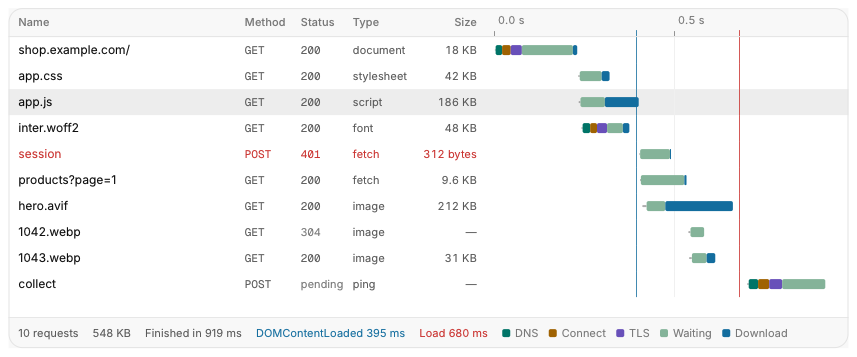 Name Method Status Type Size 0.0 s 0.5 s
shop.example.com/ GET 200 document 18 KB
app.css GET 200 stylesheet 42 KB
app.js GET 200 script 186 KB
inter.woff2 GET 200 font 48 KB
session POST 401 fetch 312 bytes
products?page=1 GET 200 fetch 9.6 KB
hero.avif GET 200 image 212 KB
1042.webp GET 304 image —
1043.webp GET 200 image 31 KB
collect POST pending ping —
10 requests 548 KB Finished in 919 ms DOMContentLoaded 395 ms Load 680 ms DNS Connect TLS Waiting Download